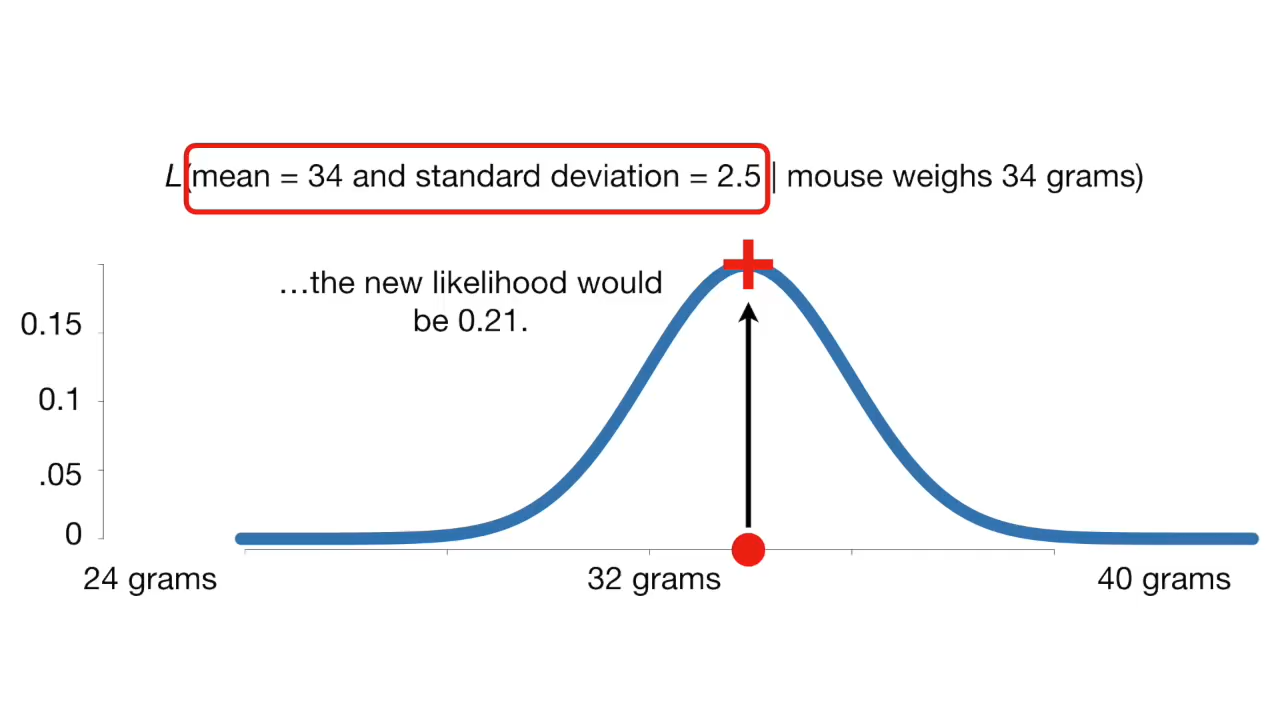 L(mean = 34 and standard deviation = 2.5 | mouse weighs 34 grams)
…the new likelihood would
be 0.21.
0.15
0.1
.05
0
24 grams
32 grams
40 grams